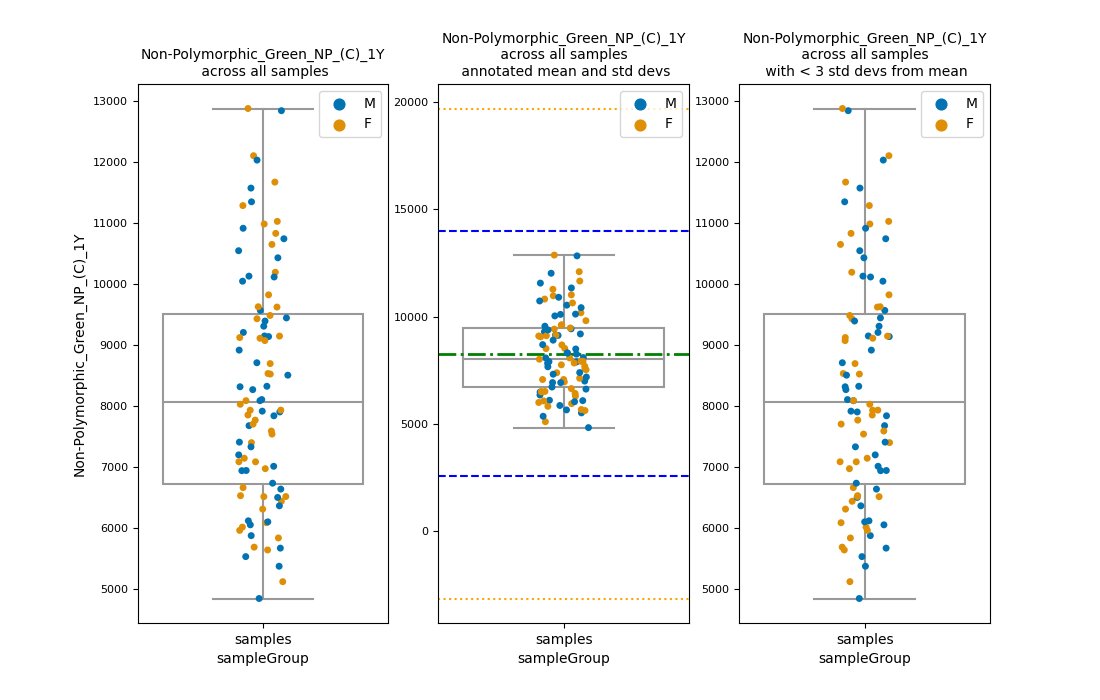 Non-Polymorphic_Green_NP_(C)_1Y
across all samples
13000
12000
11000
10000
9000
8000
7000
6000
5000
Non-Polymorphic_Green_NP_(C)_1Y
M
F
samples
sampleGroup
Non-Polymorphic_Green_NP_(C)_1Y
across all samples
annotated mean and std devs
20000
15000
10000
5000
0
M
F
samples
sampleGroup
Non-Polymorphic_Green_NP_(C)_1Y
across all samples
with < 3 std devs from mean
13000
12000
11000
10000
9000
8000
7000
6000
5000
M
F
samples
sampleGroup